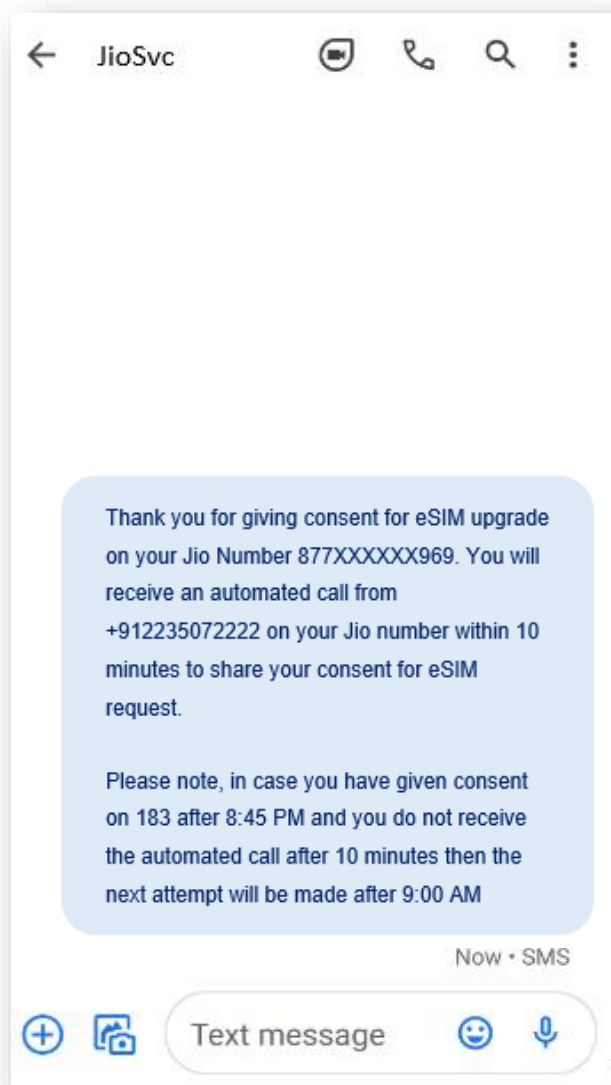 JioSvc
Thank you for giving consent for eSIM upgrade
on your Jio Number 877XXXXXX969. You will
receive an automated call from
+912235072222 on your Jio number within 10
minutes to share your consent for eSIM
request.
Please note, in case you have given consent
on 183 after 8:45 PM and you do not receive
the automated call after 10 minutes then the
next attempt will be made after 9:00 AM
Now • SMS
Text message